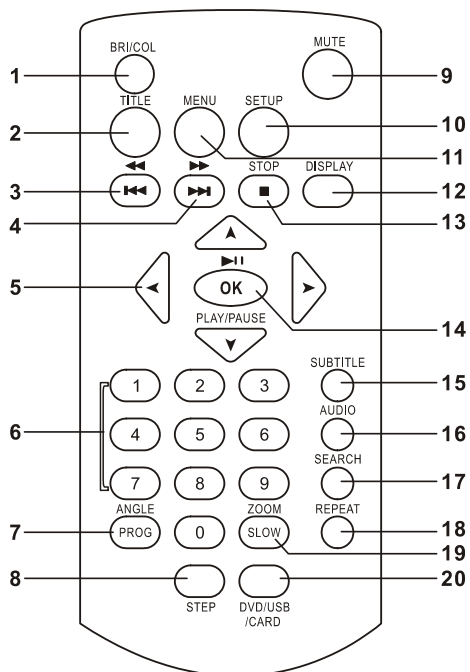 BRI/COL
MUTE
1
9
TITLE
MENU
SETUP
2
10
11
STOP
DISPLAY
3
12
4
13
5
OK
14
PLAY/PAUSE
SUBTITLE
1 2 3
15
AUDIO
6
4 5 6
16
SEARCH
7 8 9
17
ANGLE
ZOOM
REPEAT
7
PROG
0
SLOW
18
19
8
20
STEP
DVD/USB
/CARD